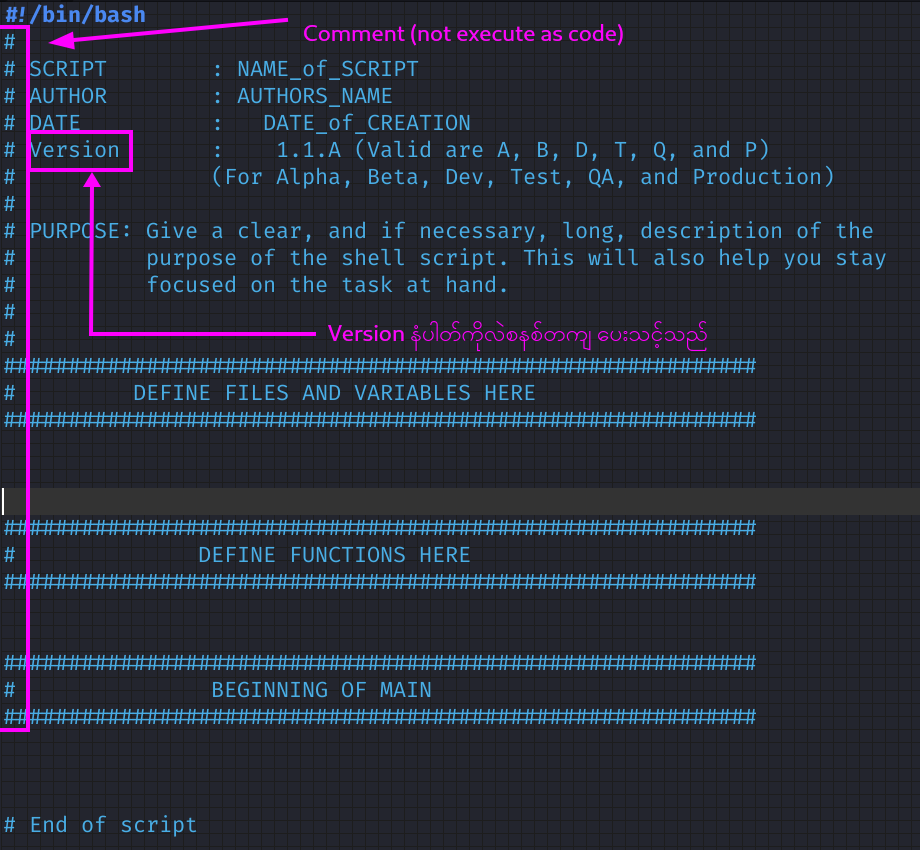 #!/bin/bash
Comment (not execute as code)
#
# SCRIPT : NAME_of_SCRIPT
# AUTHOR : AUTHORS_NAME
# DATE : DATE_of_CREATION
# Version : 1.1.A (Valid are A, B, D, T, Q, and P)
# (For Alpha, Beta, Dev, Test, QA, and Production)
#
# PURPOSE: Give a clear, and if necessary, long, description of the
# purpose of the shell script. This will also help you stay
# focused on the task at hand.
#
Version နံပါတ်ကိုလဲစနစ်တကျ ပေးသင့်သည်
#
##########################################################
# DEFINE FILES AND VARIABLES HERE
##########################################################
##########################################################
# DEFINE FUNCTIONS HERE
##########################################################
##########################################################
# BEGINNING OF MAIN
##########################################################
# End of script